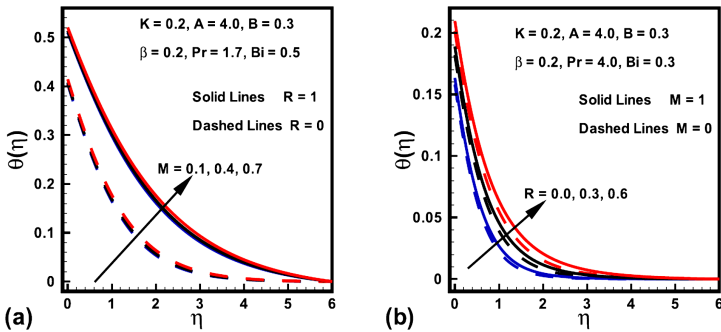 K = 0.2, A = 4.0, B = 0.3
β = 0.2, Pr = 1.7, Bi = 0.5
Solid Lines R = 1
Dashed Lines R = 0
M = 0.1, 0.4, 0.7
θ(η)
0.5
0.4
0.3
0.2
0.1
0
0 1 2 3 4 5 6
η
(a)
K = 0.2, A = 4.0, B = 0.3
β = 0.2, Pr = 4.0, Bi = 0.3
Solid Lines M = 1
Dashed Lines M = 0
R = 0.0, 0.3, 0.6
θ(η)
0.2
0.15
0.1
0.05
0
0 1 2 3 4 5 6
η
(b)